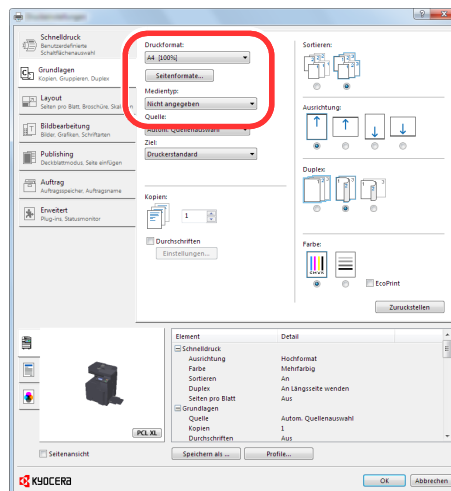 Druckeinstellungen
Schnelldruck
Benutzerdefinierte
Schaltflächenauswahl
Grundlagen
Kopien, Gruppieren, Duplex
Layout
Seiten pro Blatt, Broschüre, Skal
en
Bildbearbeitung
Bilder, Grafiken, Schriftarten
Publishing
Deckblattmodus, Seite einfügen
Auftrag
Auftragsspeicher, Auftragsname
Erweitert
Plug-ins, Statusmonitor
Druckformat:
A4 [100%]
Seitenformate...
Medientyp:
Nicht angegeben
Quelle:
Autom. Quellenauswahl
Ziel:
Druckerstandard
Kopien:
1
Durchschriften
Einstellungen...
Sortieren:
Ausrichtung:
Duplex:
Farbe:
CMYK
EcoPrint
Zurückstellen
PCL XL
Seitenansicht
Element Detail
Schnelldruck
Ausrichtung Hochformat
Farbe Mehrfarbig
Sortieren An
Duplex An Längsseite wenden
Seiten pro Blatt Aus
Grundlagen
Quelle Autom. Quellenauswahl
Kopien 1
Durchschriften Aus
Speichern als ... Profile...
KYOCERA
OK Abbrechen